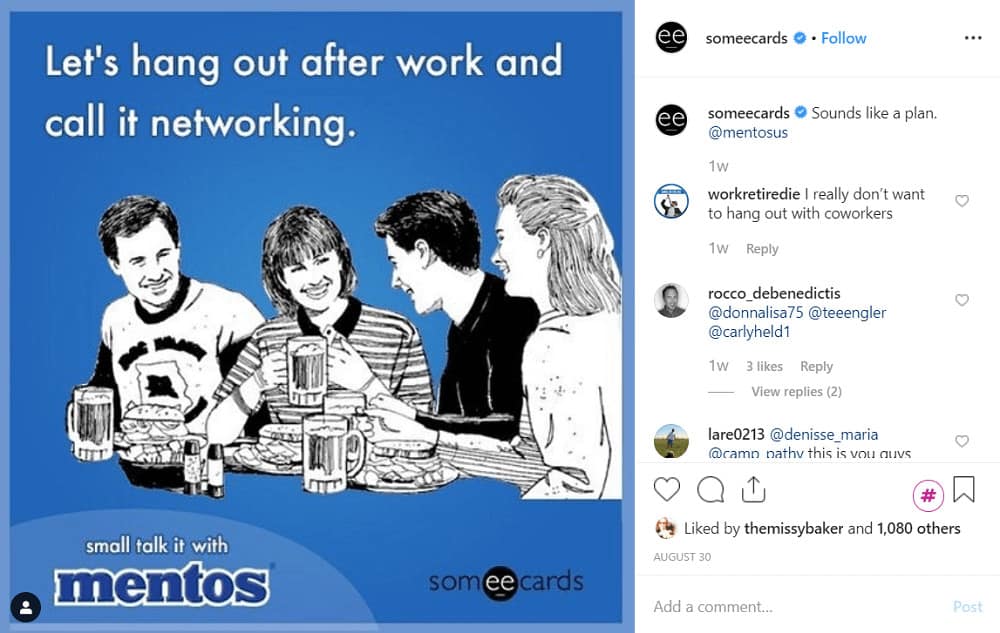 Let's hang out after work and
call it networking.
small talk it with
mentos
someecards
ee
someecards • Follow
ee
someecards Sounds like a plan.
@mentosus
1w
workretiredie I really don't want
to hang out with coworkers
1w Reply
rocco_debenedictis
@donnalisa75 @teeengler
@carlyheld1
1w 3 likes Reply
View replies (2)
lare0213 @denisse_maria
@camp_pathy this is you guys
#
Liked by themissybaker and 1,080 others
AUGUST 30
Add a comment...
Post